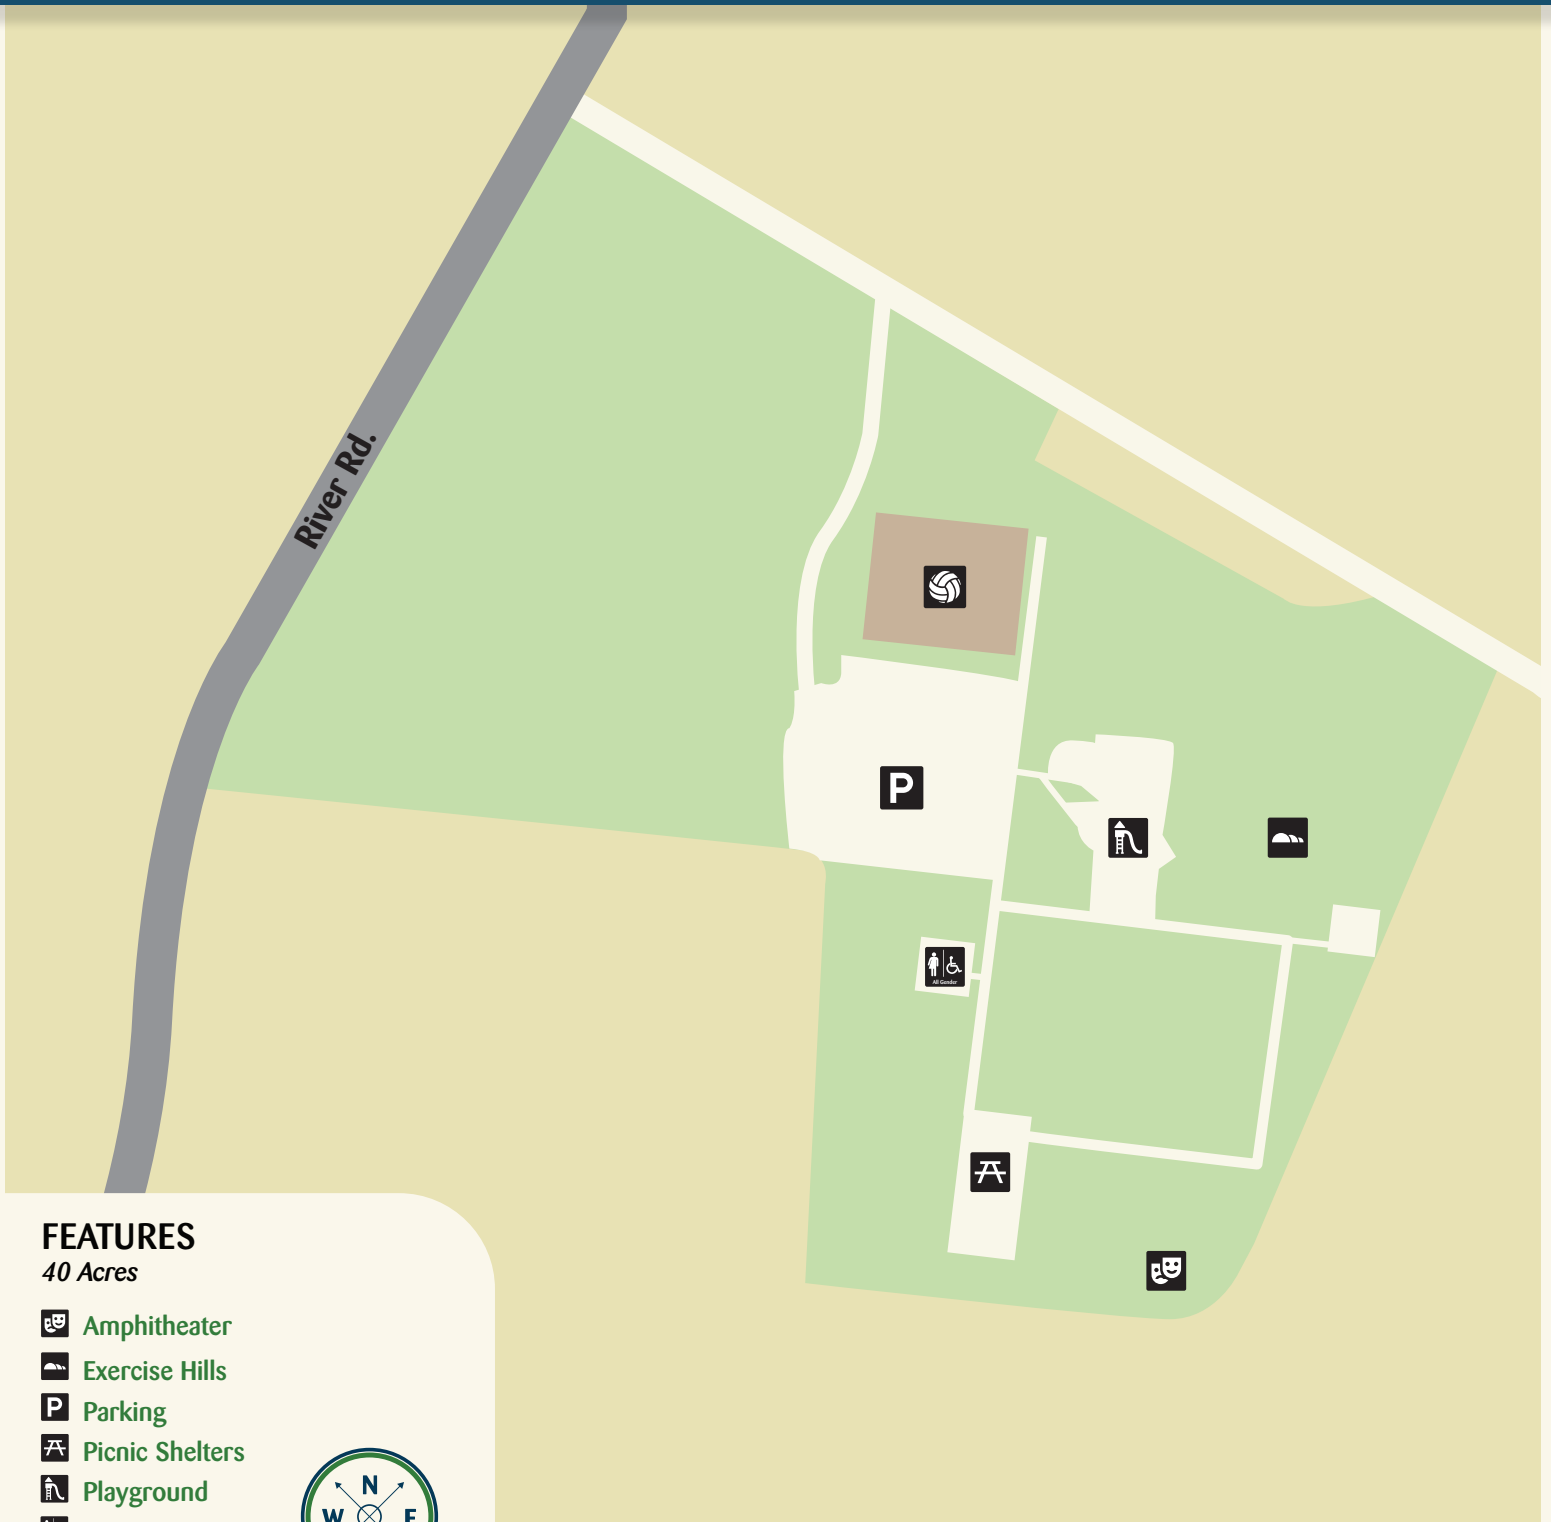 River Rd.
P
All Gender
FEATURES
40 Acres
Amphitheater
Exercise Hills
P Parking
Picnic Shelters
Playground
N
W E